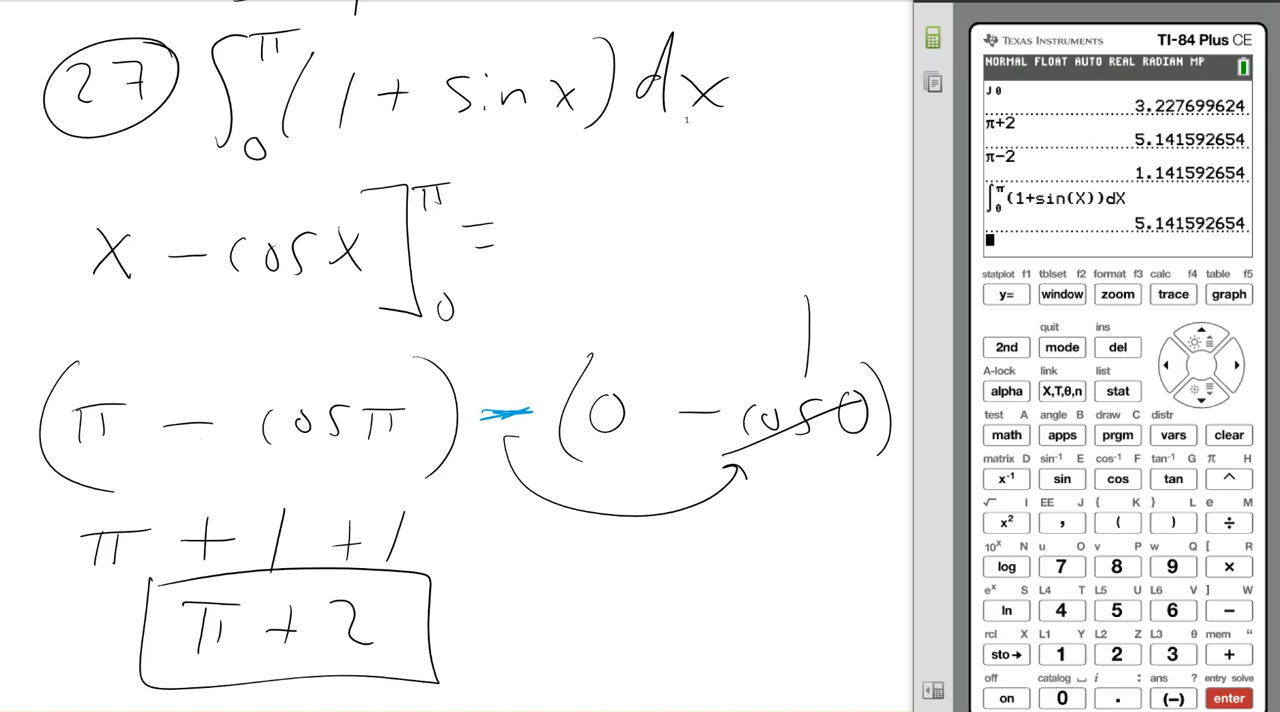 27 ∫₀^π (1 + sin x) dx
x − cos x ]₀^π =
(π − cos π) − (0 − cos 0) 1
π + 1 + 1
π + 2
TEXAS INSTRUMENTS TI-84 Plus CE
NORMAL FLOAT AUTO REAL RADIAN MP
3.227699624
π+2
5.141592654
π−2
1.141592654
∫₀^π (1+sin(X))dX
5.141592654
statplot f1 tblset f2 format f3 calc f4 table f5
y= window zoom trace graph
quit ins
2nd mode del
A-lock link list
alpha X,T,θ,n stat
test A angle B draw C distr
math apps prgm vars clear
matrix D sin⁻¹ E cos⁻¹ F tan⁻¹ G π H
x⁻¹ sin cos tan ^
√ I EE J { K } L e M
x² , ( ) ÷
10ˣ N u O v P w Q [ R
log 7 8 9 ×
eˣ S L4 T L5 U L6 V ] W
ln 4 5 6 −
rcl X L1 Y L2 Z L3 θ mem “
sto→ 1 2 3 +
off catalog ⎵ i : ans ? entry solve
on 0 . (−) enter